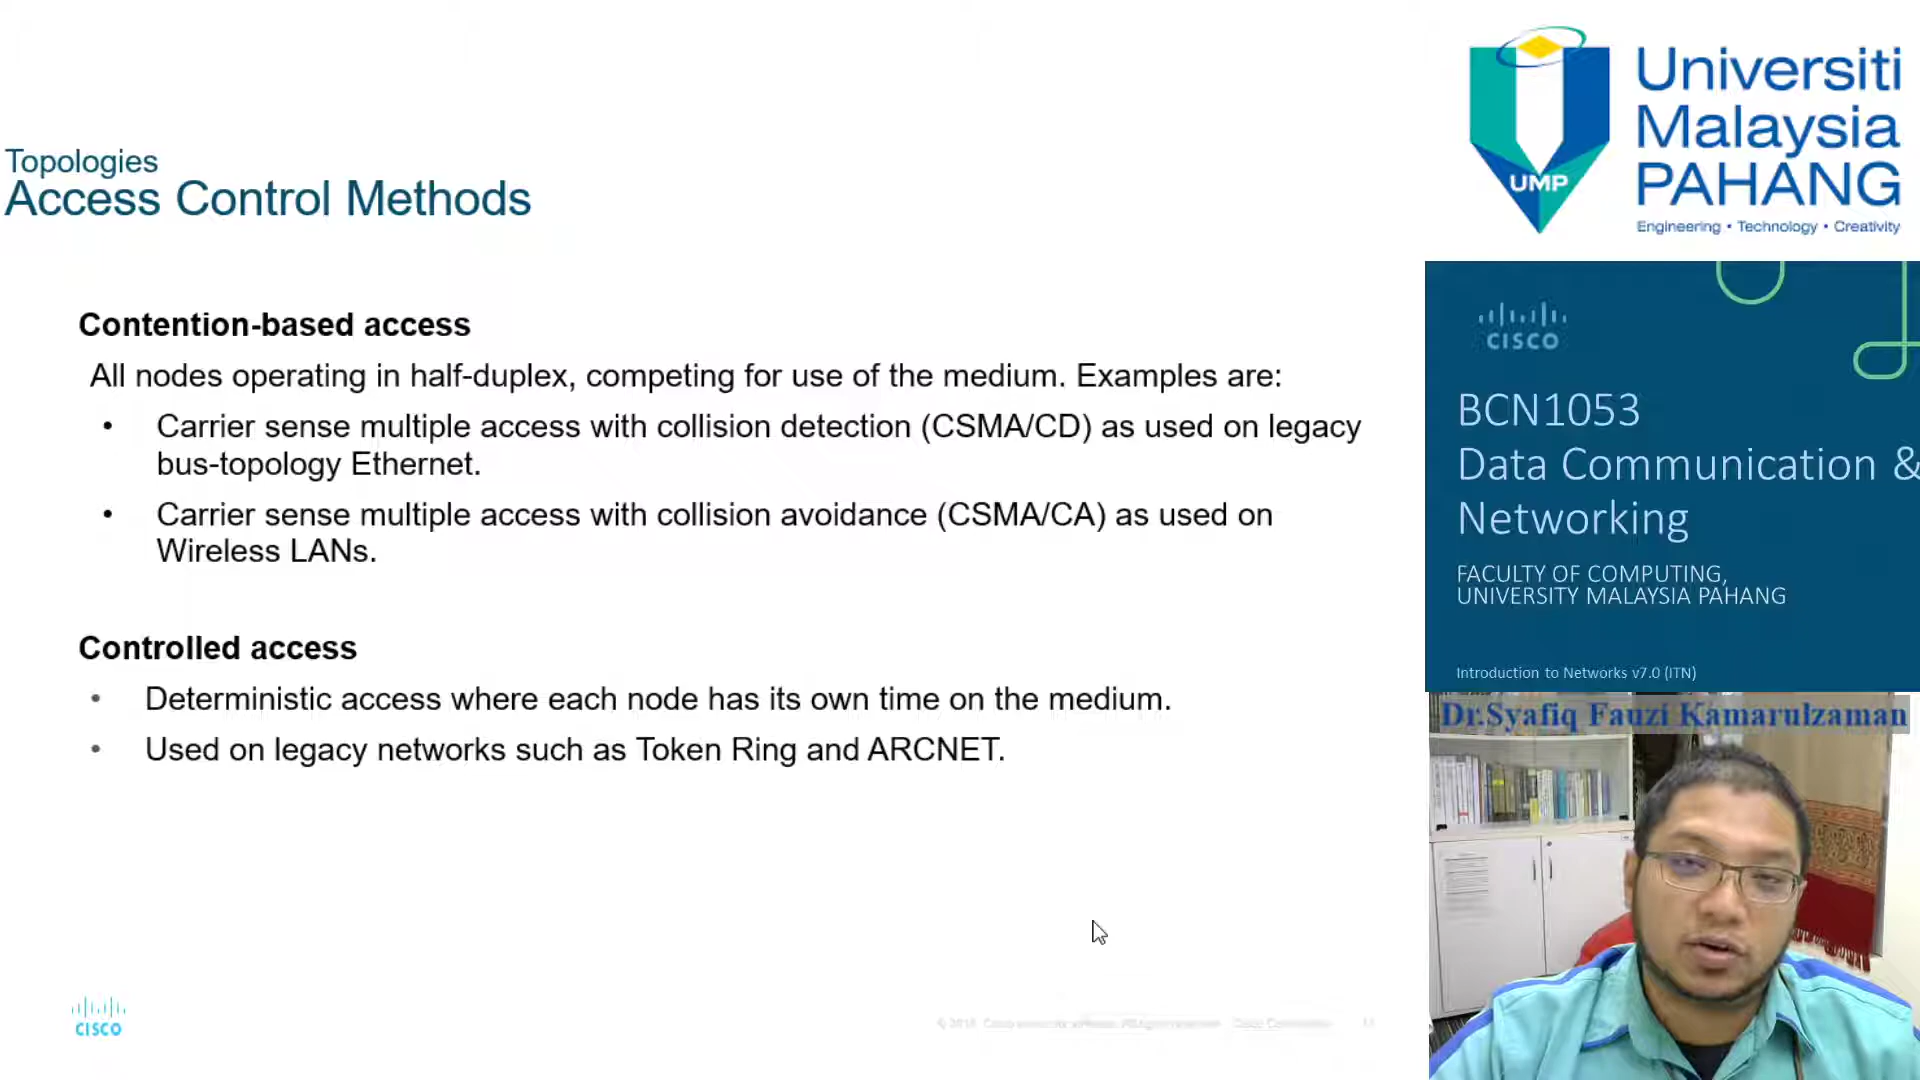 Topologies
Access Control Methods
Contention-based access
All nodes operating in half-duplex, competing for use of the medium. Examples are:
• Carrier sense multiple access with collision detection (CSMA/CD) as used on legacy
bus-topology Ethernet.
• Carrier sense multiple access with collision avoidance (CSMA/CA) as used on
Wireless LANs.
Controlled access
• Deterministic access where each node has its own time on the medium.
• Used on legacy networks such as Token Ring and ARCNET.
CISCO
UMP
Universiti
Malaysia
PAHANG
Engineering • Technology • Creativity
CISCO
BCN1053
Data Communication &
Networking
FACULTY OF COMPUTING,
UNIVERSITY MALAYSIA PAHANG
Introduction to Networks v7.0 (ITN)
Dr.Syafiq Fauzi Kamarulzaman